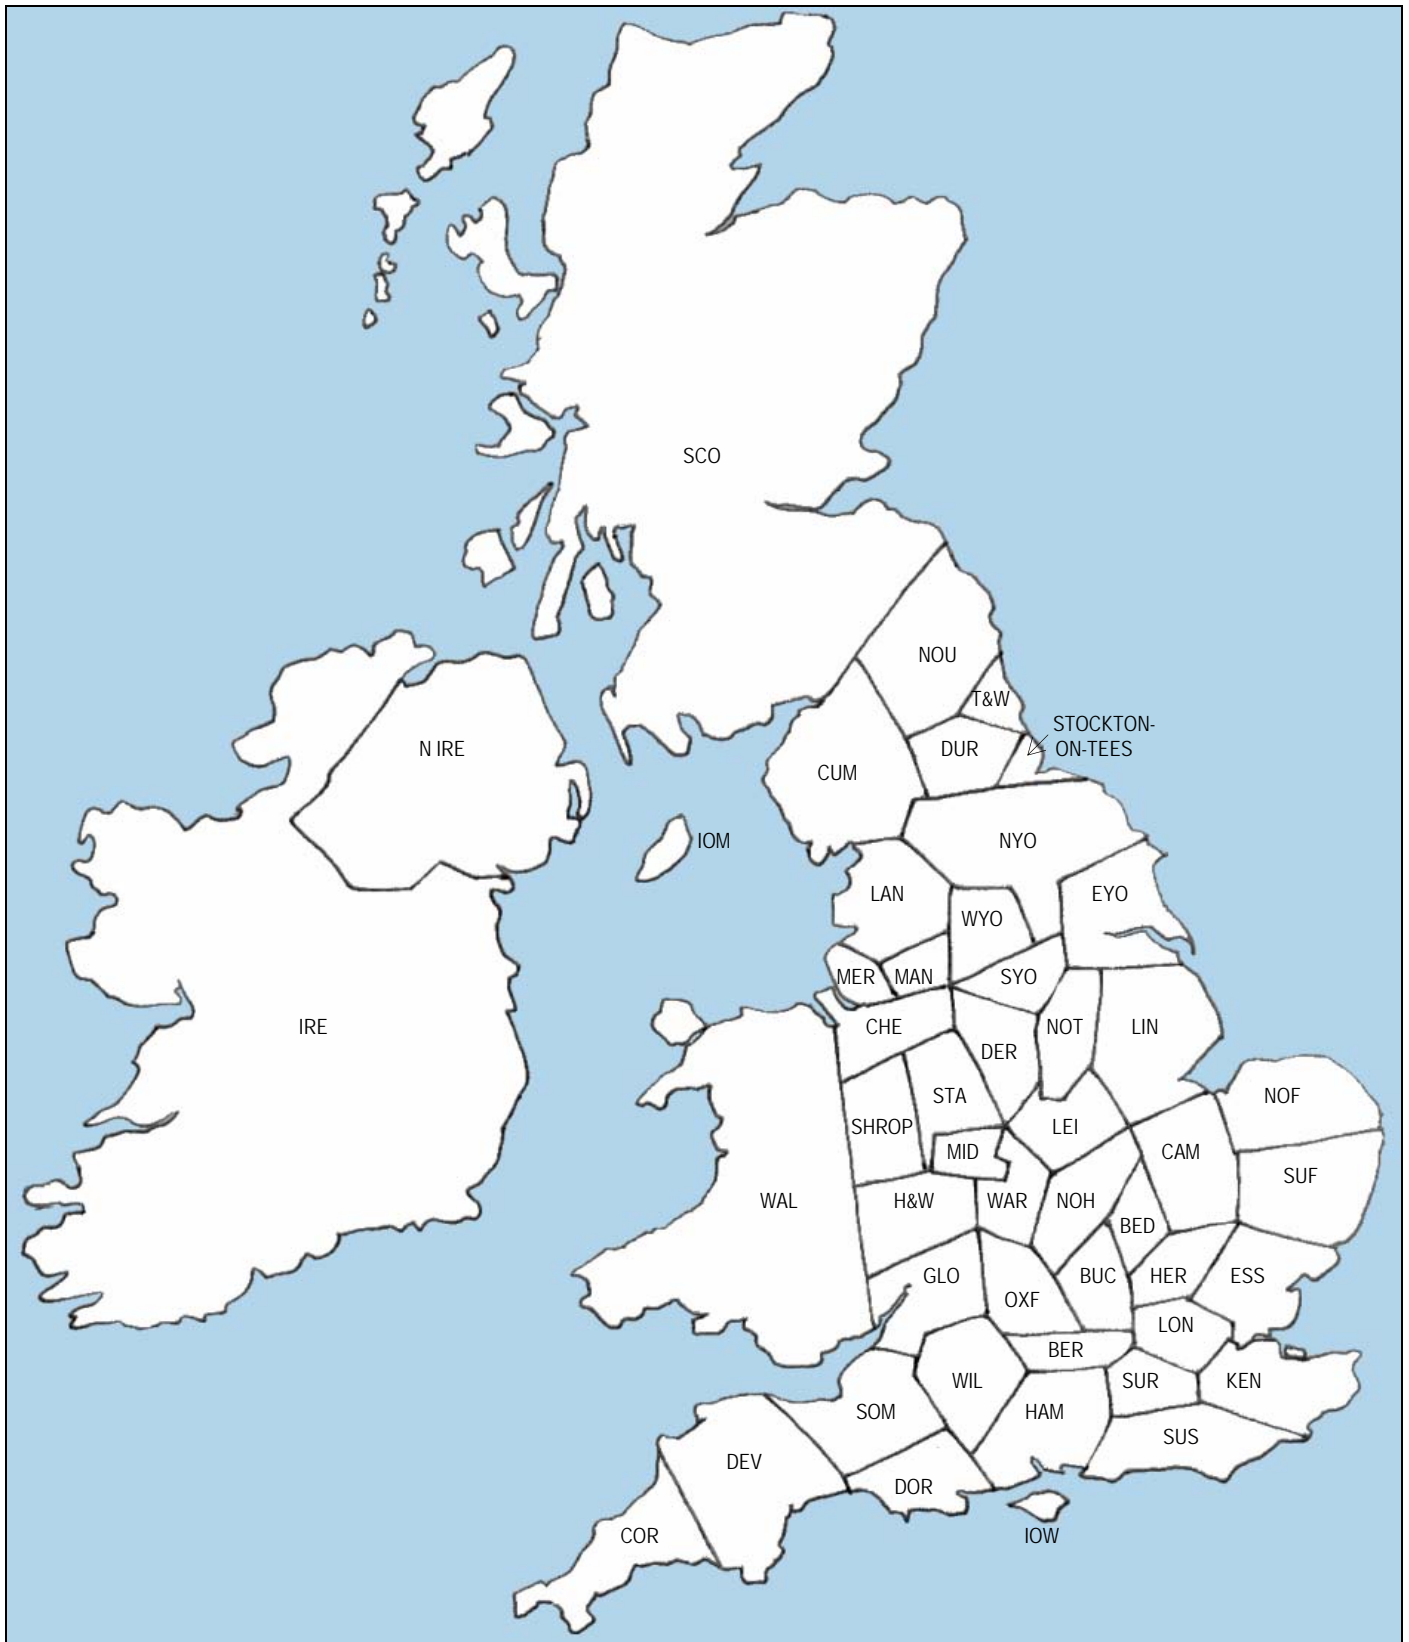 SCO
NOU
T&W
STOCKTON-
ON-TEES
N IRE
DUR
CUM
IOM
NYO
LAN
EYO
WYO
MER
MAN
SYO
IRE
CHE
NOT
LIN
DER
STA
NOF
SHROP
LEI
MID
CAM
SUF
WAL
H&W
WAR
NOH
BED
GLO
BUC
HER
ESS
OXF
LON
BER
WIL
SUR
KEN
SOM
HAM
SUS
DEV
DOR
COR
IOW